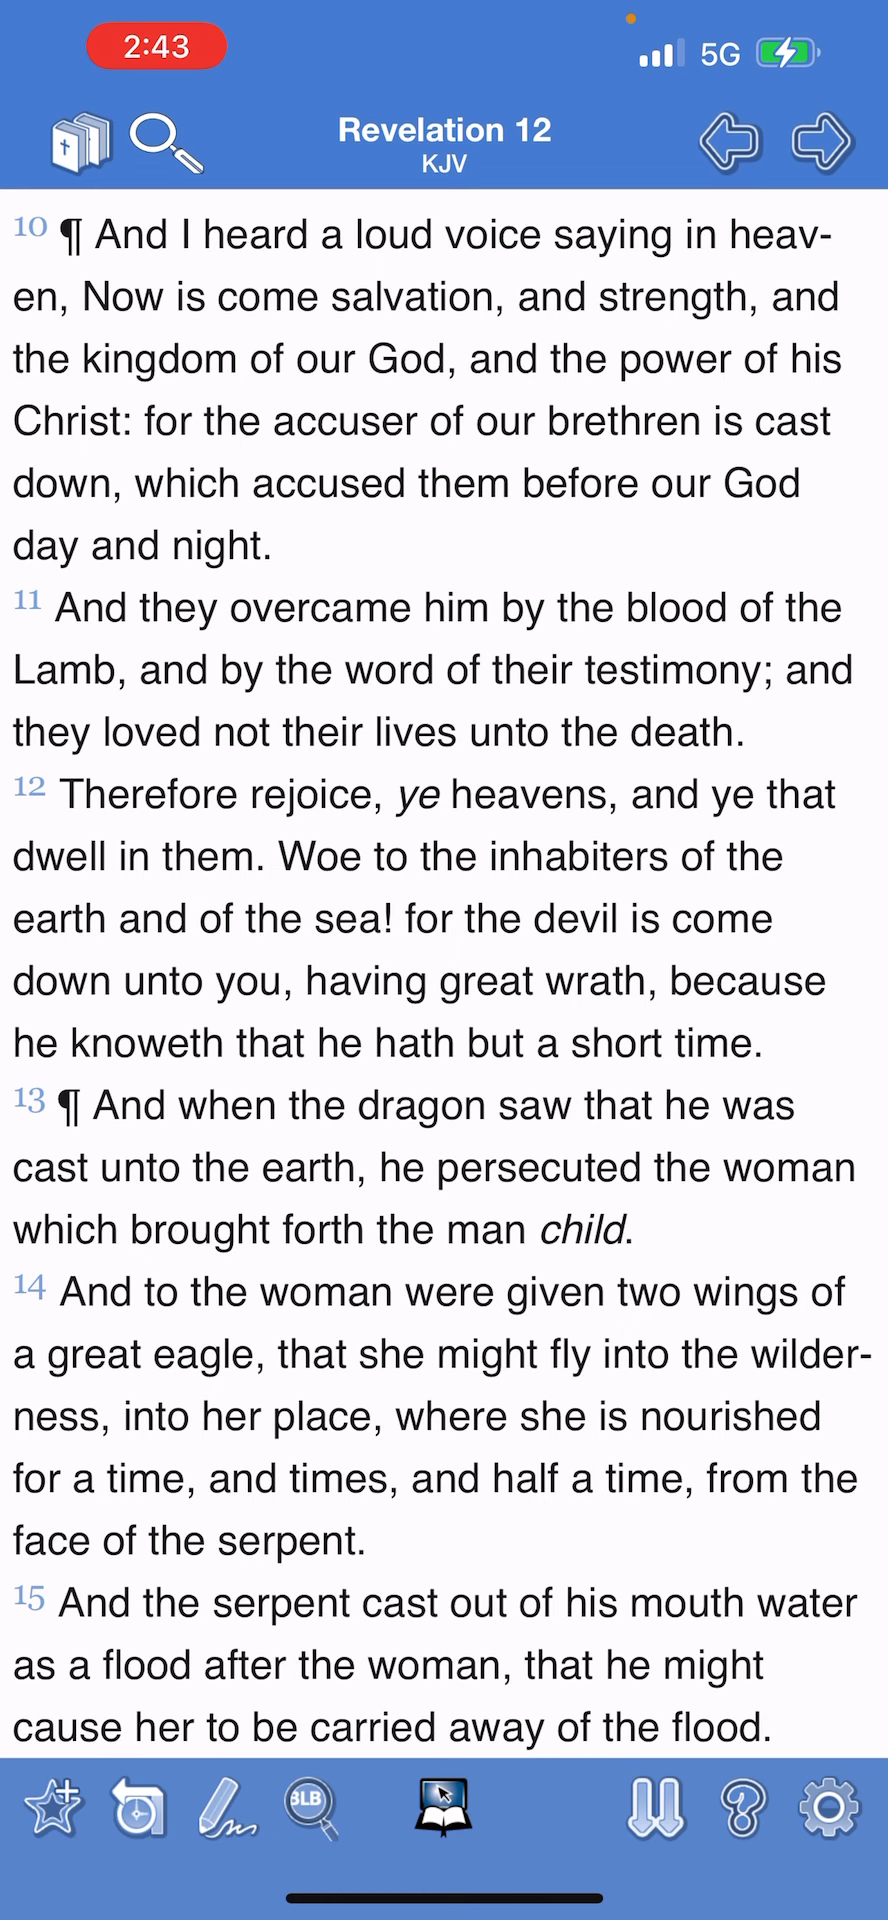 2:43
5G
Revelation 12
KJV
10 ¶ And I heard a loud voice saying in heav-
en, Now is come salvation, and strength, and
the kingdom of our God, and the power of his
Christ: for the accuser of our brethren is cast
down, which accused them before our God
day and night.
11 And they overcame him by the blood of the
Lamb, and by the word of their testimony; and
they loved not their lives unto the death.
12 Therefore rejoice, ye heavens, and ye that
dwell in them. Woe to the inhabiters of the
earth and of the sea! for the devil is come
down unto you, having great wrath, because
he knoweth that he hath but a short time.
13 ¶ And when the dragon saw that he was
cast unto the earth, he persecuted the woman
which brought forth the man child.
14 And to the woman were given two wings of
a great eagle, that she might fly into the wilder-
ness, into her place, where she is nourished
for a time, and times, and half a time, from the
face of the serpent.
15 And the serpent cast out of his mouth water
as a flood after the woman, that he might
cause her to be carried away of the flood.
BLB